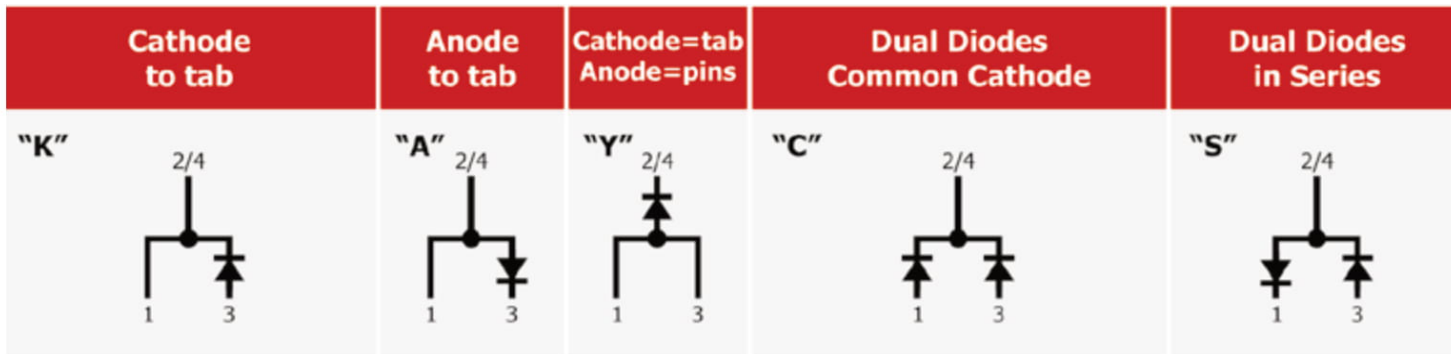 Cathode
to tab
Anode
to tab
Cathode=tab
Anode=pins
Dual Diodes
Common Cathode
Dual Diodes
in Series
"K"
2/4
1 3
"A"
2/4
1 3
"Y"
2/4
1 3
"C"
2/4
1 3
"S"
2/4
1 3